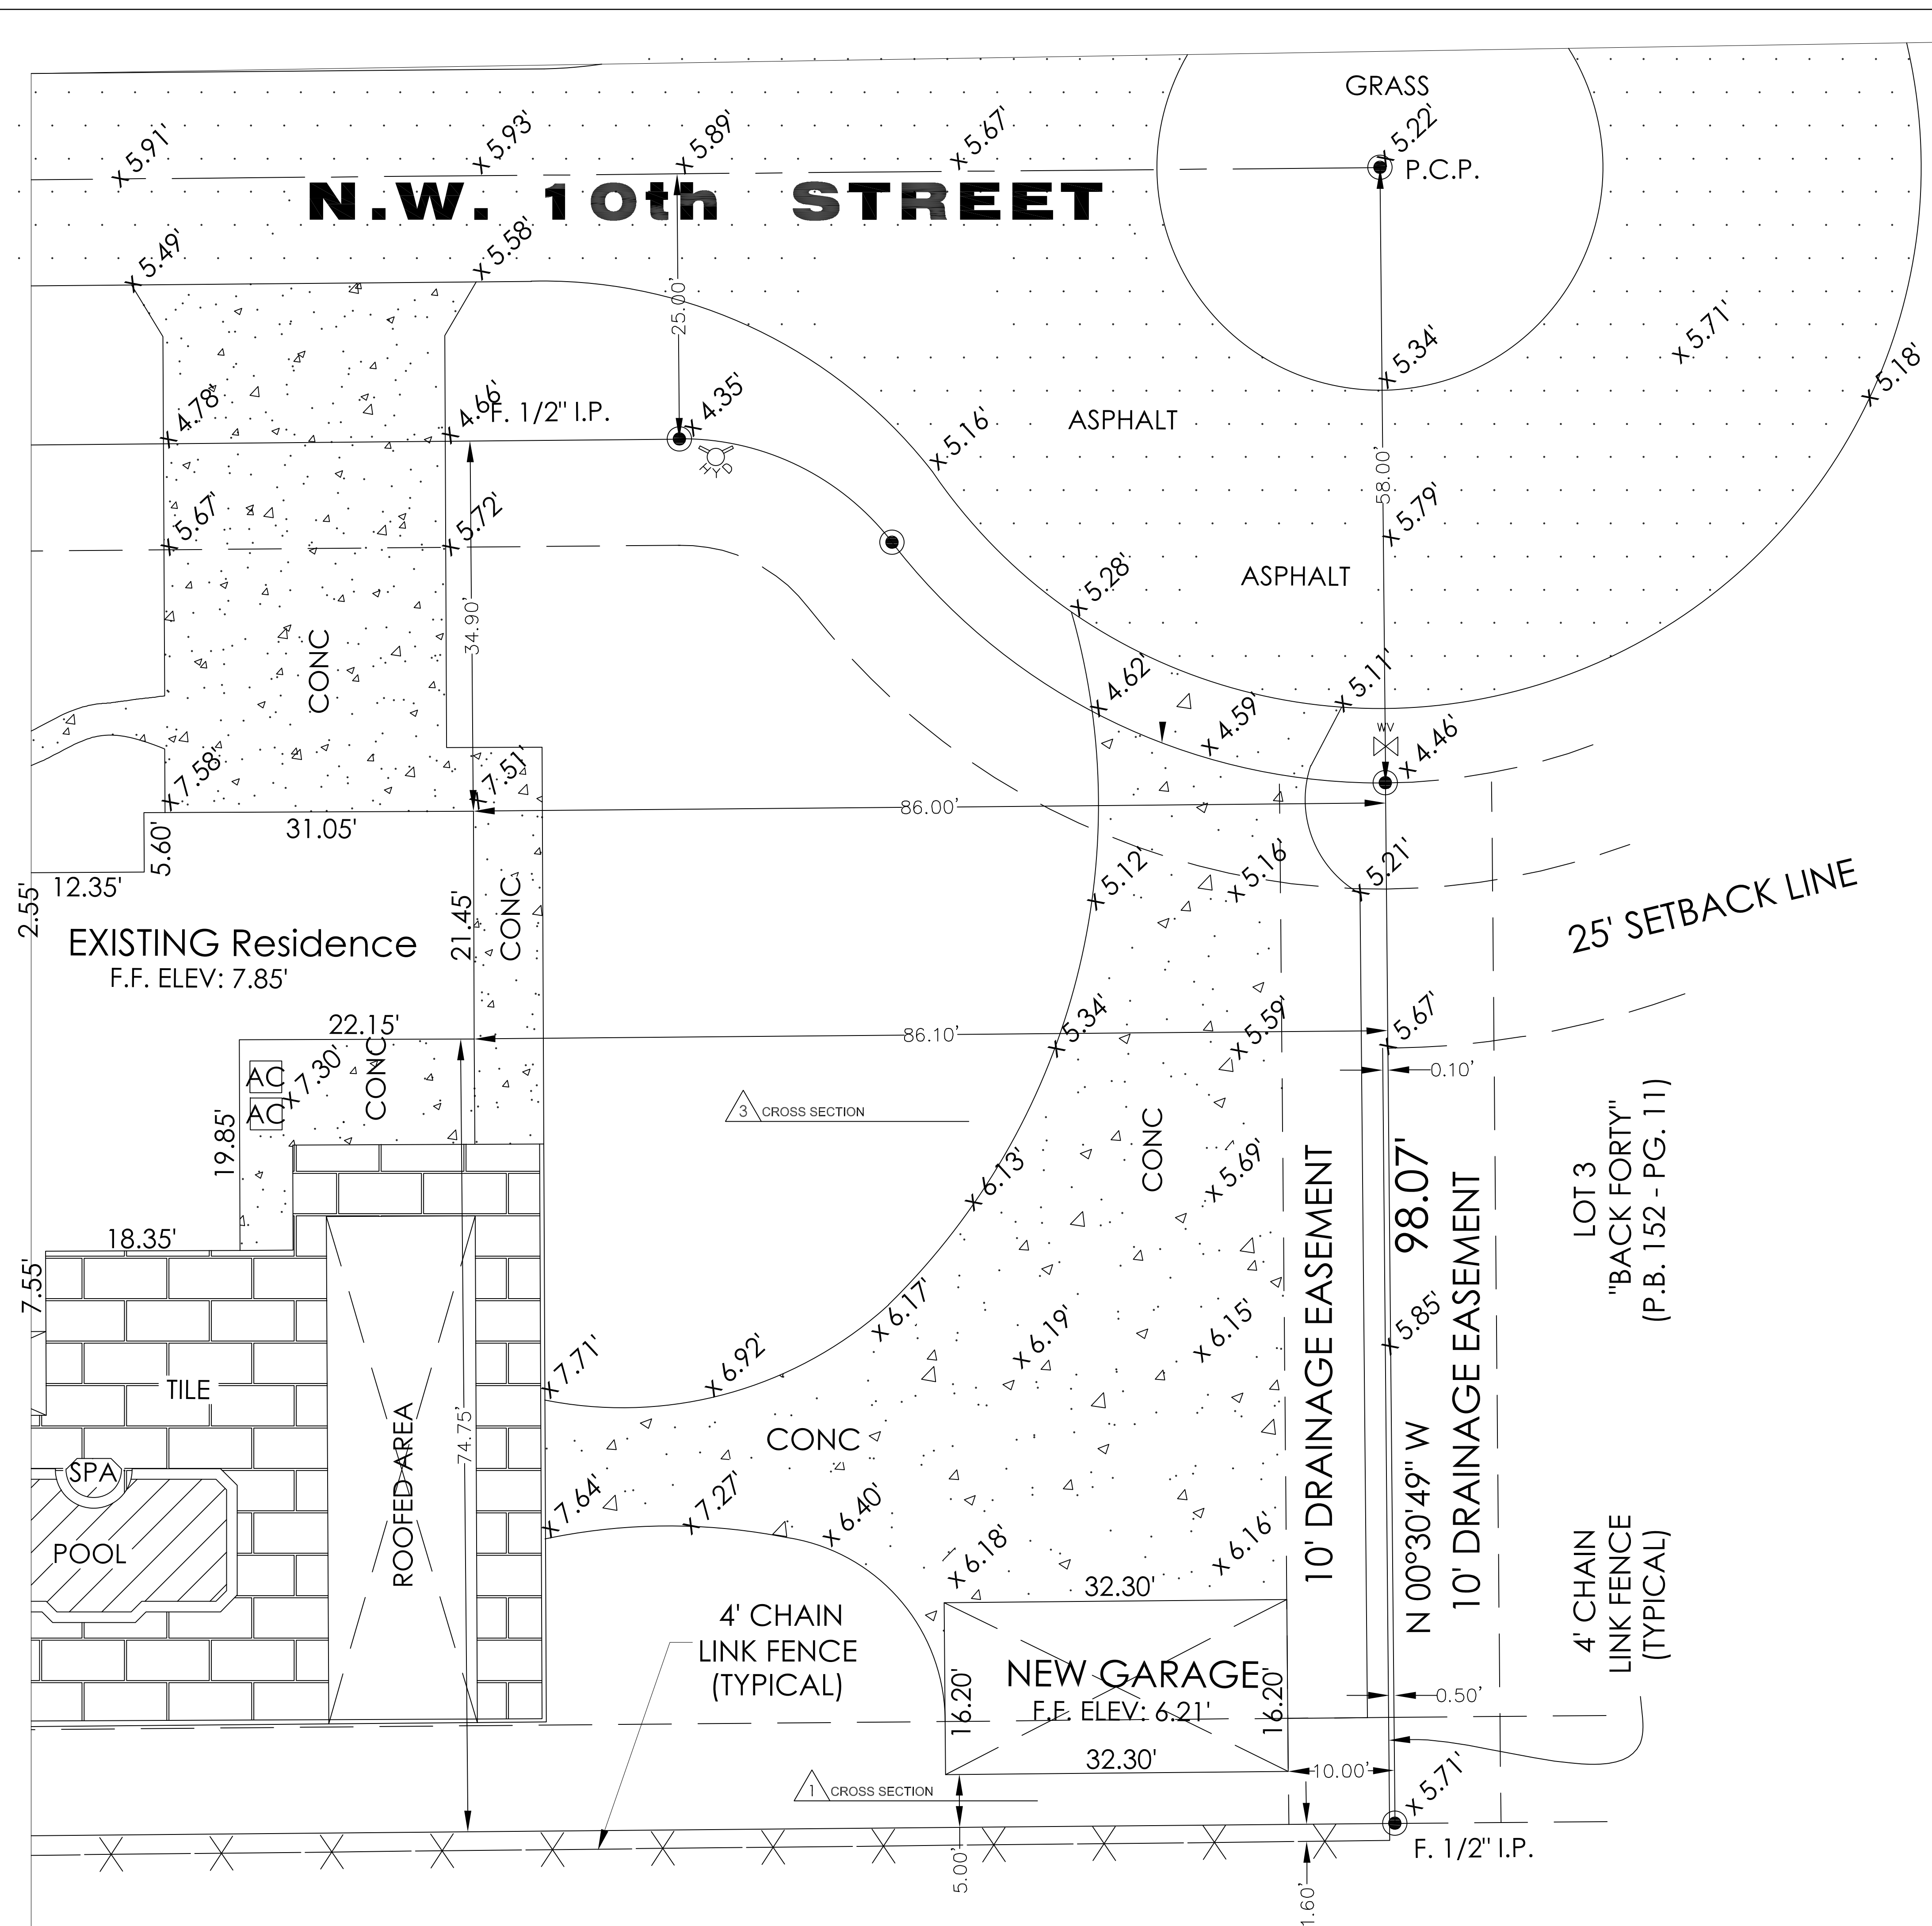 GRASS
x 5.91'
x 5.93'
x 5.89'
x 5.67'
x 5.22'
P.C.P.
N.W. 10th STREET
x 5.49'
x 5.58'
25.00'
x 5.34'
x 5.71'
x 5.18'
x 4.78'
x 4.66'
F. 1/2" I.P.
x 4.35'
HYD
x 5.16'
ASPHALT
58.00'
x 5.67'
x 5.72'
x 5.79'
ASPHALT
x 5.28'
34.90'
CONC
x 4.62'
x 4.59'
x 5.11'
WV
x 4.46'
x 7.58'
x 7.51'
86.00'
31.05'
5.60'
12.35'
2.55'
21.45'
CONC
x 5.12'
x 5.16'
x 5.21'
25' SETBACK LINE
EXISTING Residence
F.F. ELEV: 7.85'
22.15'
86.10'
x 5.34'
x 5.59'
x 5.67'
0.10'
AC
AC
x 7.30'
CONC
3 CROSS SECTION
19.85'
CONC
x 6.13'
x 5.69'
10' DRAINAGE EASEMENT
98.07'
10' DRAINAGE EASEMENT
LOT 3
"BACK FORTY"
(P.B. 152 - PG. 11)
18.35'
7.55'
x 7.71'
x 6.92'
x 6.17'
x 6.19'
x 6.15'
x 5.85'
TILE
ROOFED AREA
74.75'
CONC
N 00°30'49" W
SPA
POOL
x 7.64'
x 7.27'
x 6.40'
x 6.18'
x 6.16'
4' CHAIN
LINK FENCE
(TYPICAL)
4' CHAIN
LINK FENCE
(TYPICAL)
32.30'
NEW GARAGE
F.F. ELEV: 6.21'
16.20'
16.20'
0.50'
32.30'
10.00'
x 5.71'
1 CROSS SECTION
F. 1/2" I.P.
5.00'
1.60'